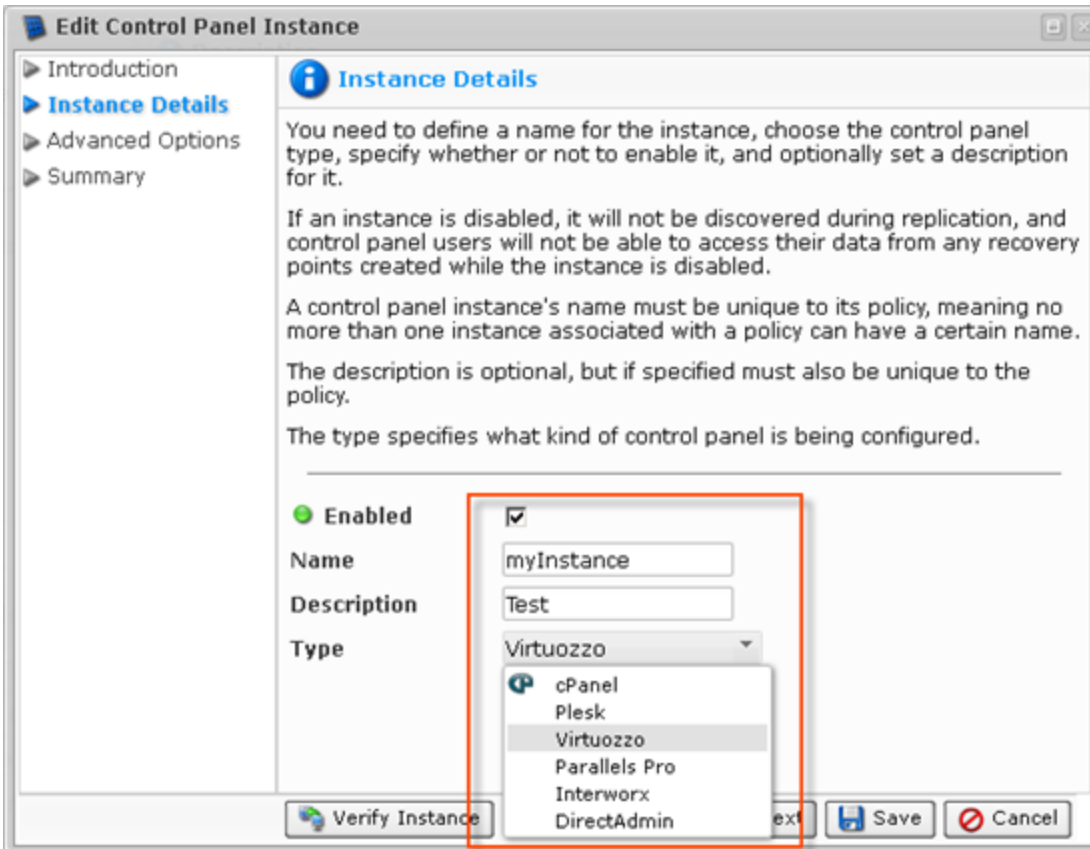 Edit Control Panel Instance
Introduction
Instance Details
Advanced Options
Summary
Instance Details
You need to define a name for the instance, choose the control panel
type, specify whether or not to enable it, and optionally set a description
for it.
If an instance is disabled, it will not be discovered during replication, and
control panel users will not be able to access their data from any recovery
points created while the instance is disabled.
A control panel instance's name must be unique to its policy, meaning no
more than one instance associated with a policy can have a certain name.
The description is optional, but if specified must also be unique to the
policy.
The type specifies what kind of control panel is being configured.
Enabled
Name myInstance
Description Test
Type Virtuozzo
cPanel
Plesk
Virtuozzo
Parallels Pro
Interworx
DirectAdmin
Verify Instance Save Cancel